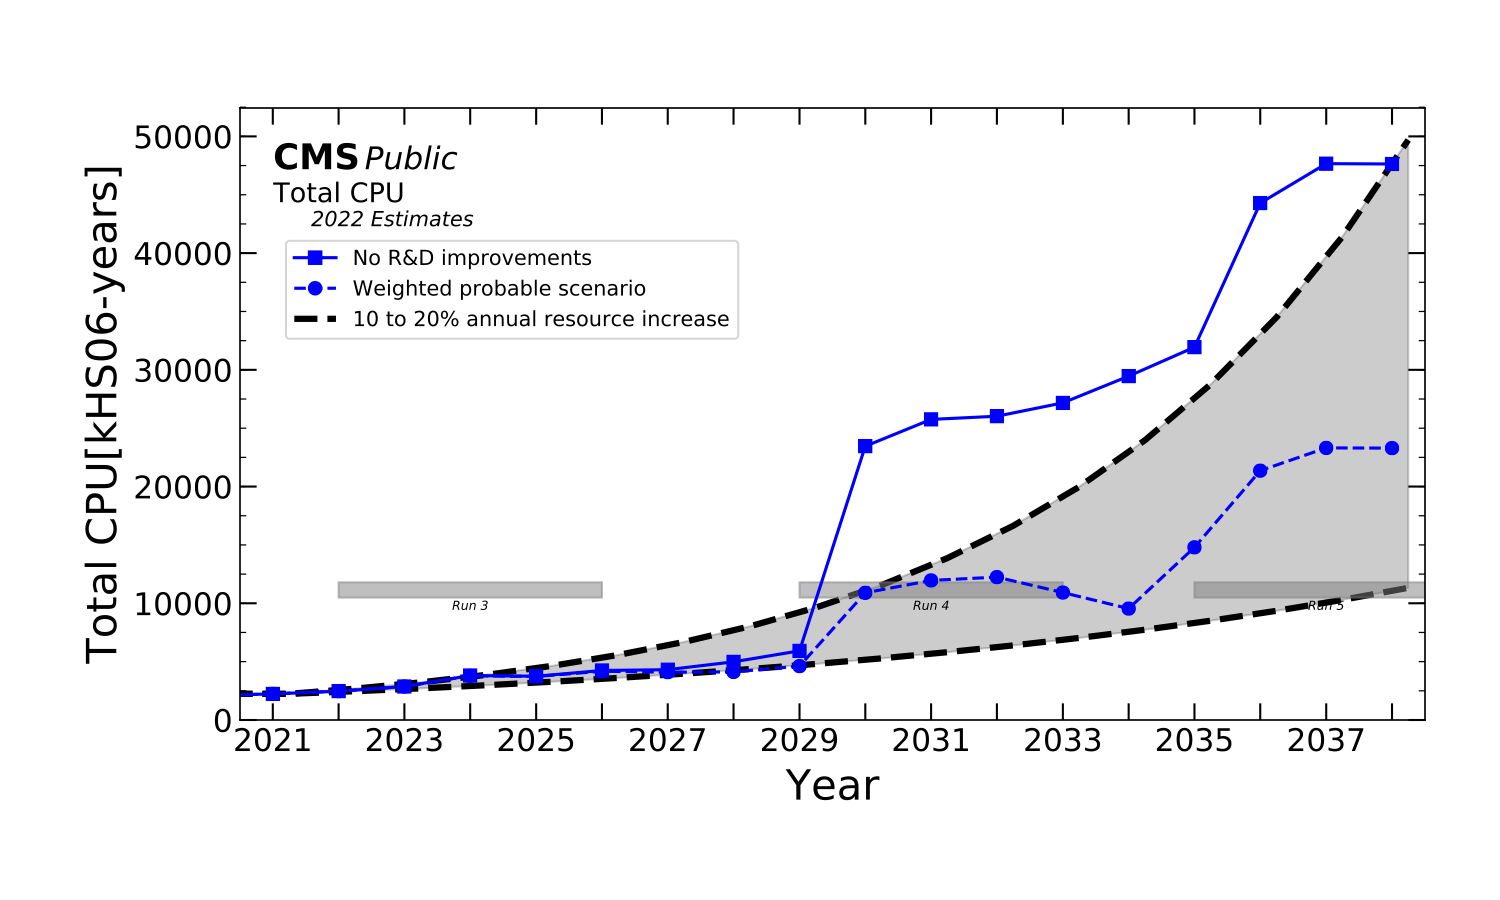 CMS Public
Total CPU
2022 Estimates
No R&D improvements
Weighted probable scenario
10 to 20% annual resource increase
Total CPU[kHS06-years]
50000
40000
30000
20000
10000
0
Run 3
Run 4
Run 5
2021 2023 2025 2027 2029 2031 2033 2035 2037
Year